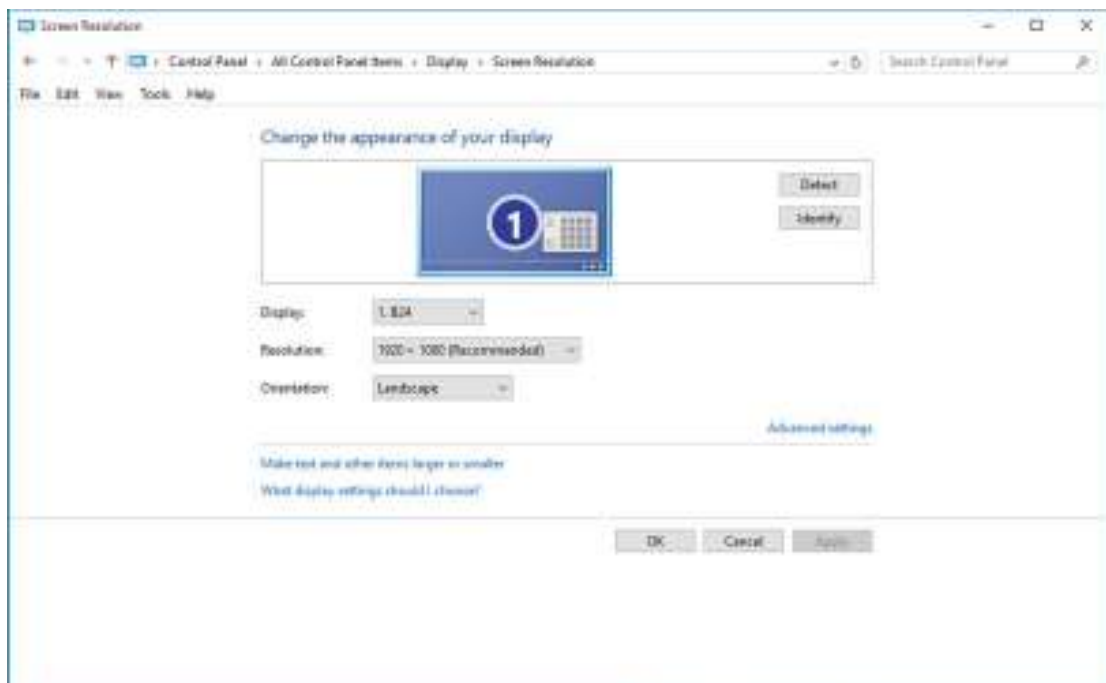 Screen Resolution
Control Panel › All Control Panel Items › Display › Screen Resolution
Search Control Panel
File Edit View Tools Help
Change the appearance of your display
1
Detect
Identify
Display: 1. B24
Resolution: 1920 × 1080 (Recommended)
Orientation: Landscape
Advanced settings
Make text and other items larger or smaller
What display settings should I choose?
OK Cancel Apply